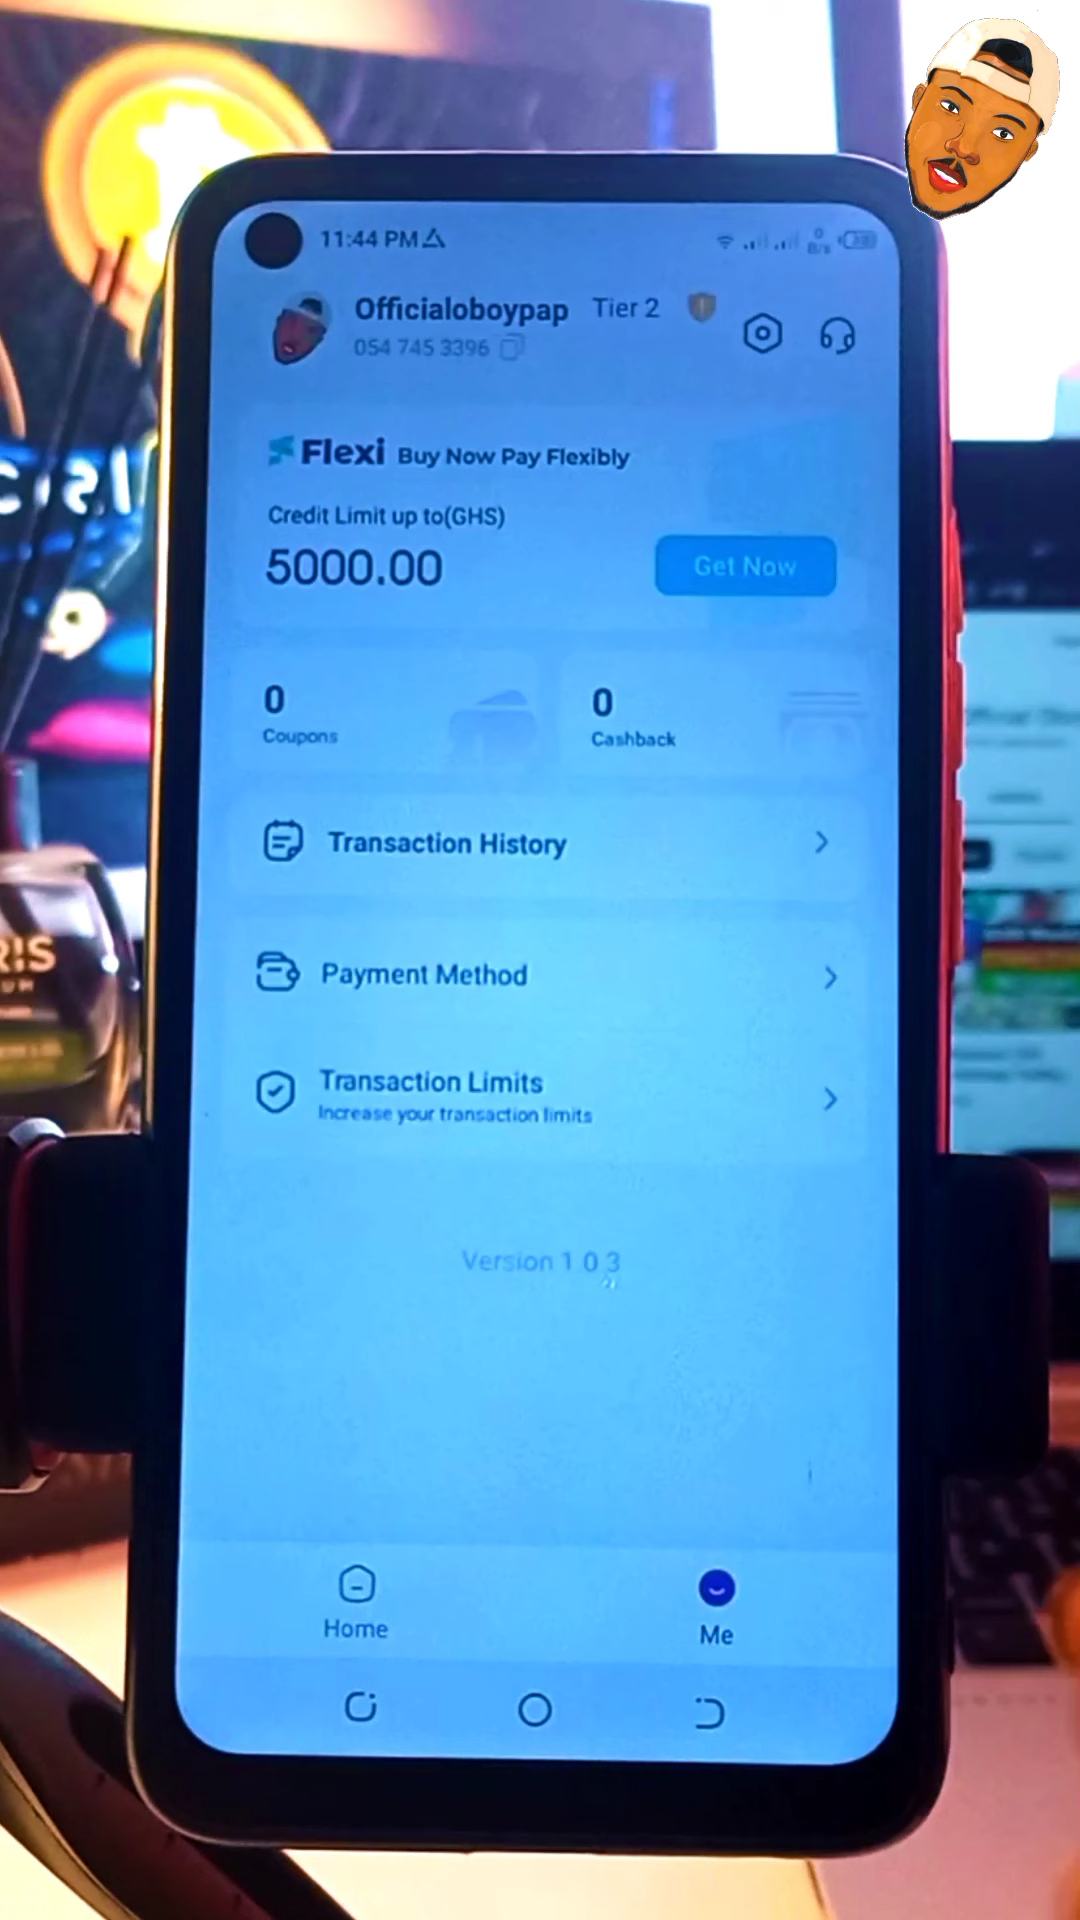 11:44 PM
Officialoboypap Tier 2
054 745 3396
Flexi Buy Now Pay Flexibly
Credit Limit up to(GHS)
5000.00
Get Now
0
Coupons
0
Cashback
Transaction History
Payment Method
Transaction Limits
Increase your transaction limits
Version 1 0 3
Home
Me